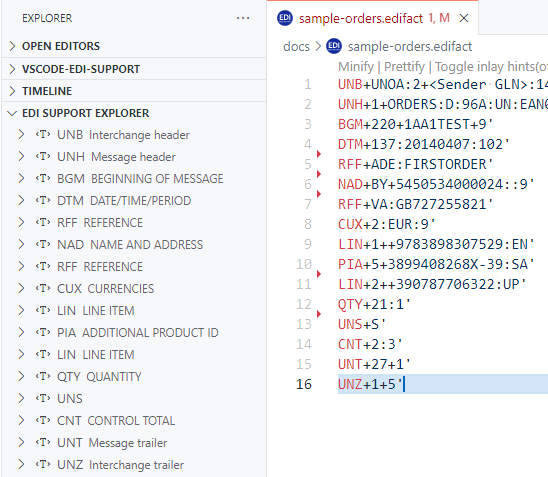 EXPLORER
OPEN EDITORS
VSCODE-EDI-SUPPORT
TIMELINE
EDI SUPPORT EXPLORER
UNB Interchange header
UNH Message header
BGM BEGINNING OF MESSAGE
DTM DATE/TIME/PERIOD
RFF REFERENCE
NAD NAME AND ADDRESS
RFF REFERENCE
CUX CURRENCIES
LIN LINE ITEM
PIA ADDITIONAL PRODUCT ID
LIN LINE ITEM
QTY QUANTITY
UNS
CNT CONTROL TOTAL
UNT Message trailer
UNZ Interchange trailer
EDI sample-orders.edifact 1, M
docs > EDI sample-orders.edifact
Minify | Prettify | Toggle inlay hints(o
1 UNB+UNOA:2+<Sender GLN>:14
2 UNH+1+ORDERS:D:96A:UN:EAN0
3 BGM+220+1AA1TEST+9'
4 DTM+137:20140407:102'
5 RFF+ADE:FIRSTORDER'
6 NAD+BY+5450534000024::9'
7 RFF+VA:GB727255821'
8 CUX+2:EUR:9'
9 LIN+1++9783898307529:EN'
10 PIA+5+3899408268X-39:SA'
11 LIN+2++390787706322:UP'
12 QTY+21:1'
13 UNS+S'
14 CNT+2:3'
15 UNT+27+1'
16 UNZ+1+5'